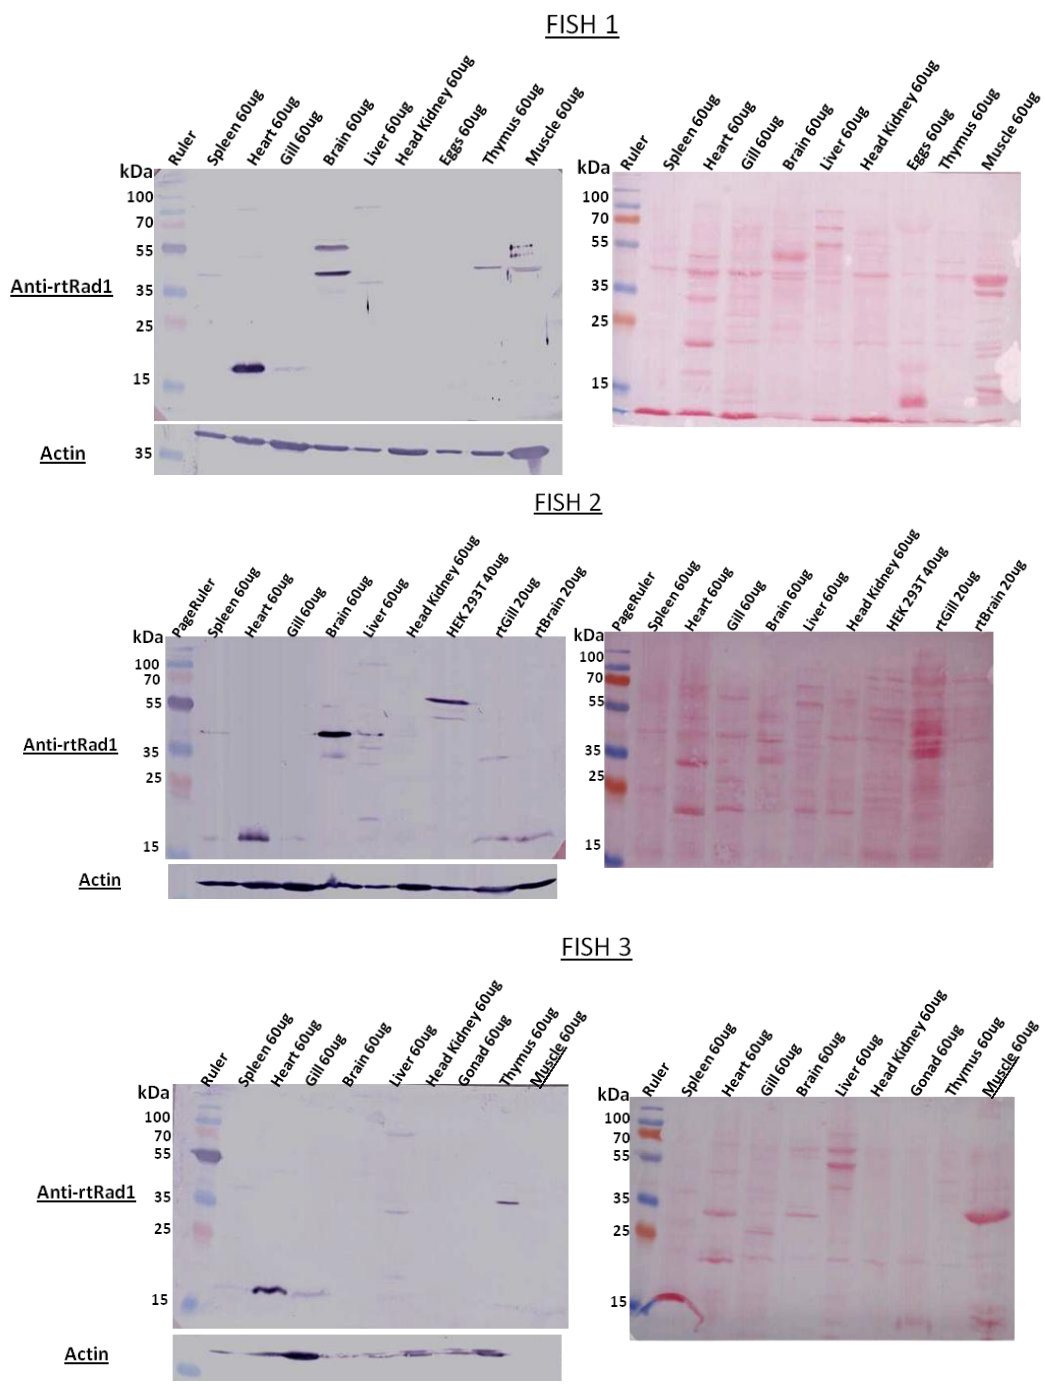 FISH 1
Ruler
Spleen 60ug
Heart 60ug
Gill 60ug
Brain 60ug
Liver 60ug
Head Kidney 60ug
Eggs 60ug
Thymus 60ug
Muscle 60ug
kDa
100
70
55
35
25
15
Anti-rtRad1
Actin
35
Ruler
Spleen 60ug
Heart 60ug
Gill 60ug
Brain 60ug
Liver 60ug
Head Kidney 60ug
Eggs 60ug
Thymus 60ug
Muscle 60ug
kDa
100
70
55
35
25
15
FISH 2
PageRuler
Spleen 60ug
Heart 60ug
Gill 60ug
Brain 60ug
Liver 60ug
Head Kidney 60ug
HEK 293T 40ug
rtGill 20ug
rtBrain 20ug
kDa
100
70
55
35
25
15
Anti-rtRad1
Actin
PageRuler
Spleen 60ug
Heart 60ug
Gill 60ug
Brain 60ug
Liver 60ug
Head Kidney 60ug
HEK 293T 40ug
rtGill 20ug
rtBrain 20ug
kDa
100
70
55
35
25
15
FISH 3
Ruler
Spleen 60ug
Heart 60ug
Gill 60ug
Brain 60ug
Liver 60ug
Head Kidney 60ug
Gonad 60ug
Thymus 60ug
Muscle 60ug
kDa
100
70
55
35
25
15
Anti-rtRad1
Actin
Ruler
Spleen 60ug
Heart 60ug
Gill 60ug
Brain 60ug
Liver 60ug
Head Kidney 60ug
Gonad 60ug
Thymus 60ug
Muscle 60ug
kDa
100
70
55
35
25
15